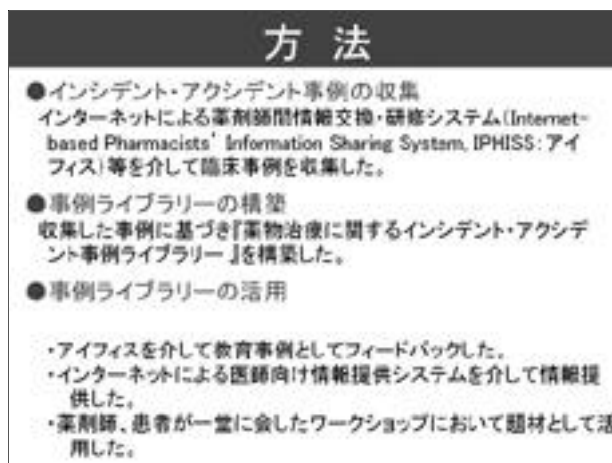 方 法
●インシデント・アクシデント事例の収集
インターネットによる薬剤師間情報交換・研修システム(Internet-
based Pharmacists' Information Sharing System, IPHISS:アイ
フィス)等を介して臨床事例を収集した。
●事例ライブラリーの構築
収集した事例に基づき『薬物治療に関するインシデント・アクシデ
ント事例ライブラリー 』を構築した。
●事例ライブラリーの活用
・アイフィスを介して教育事例としてフィードバックした。
・インターネットによる医師向け情報提供システムを介して情報提
供した。
・薬剤師、患者が一堂に会したワークショップにおいて題材として活
用した。